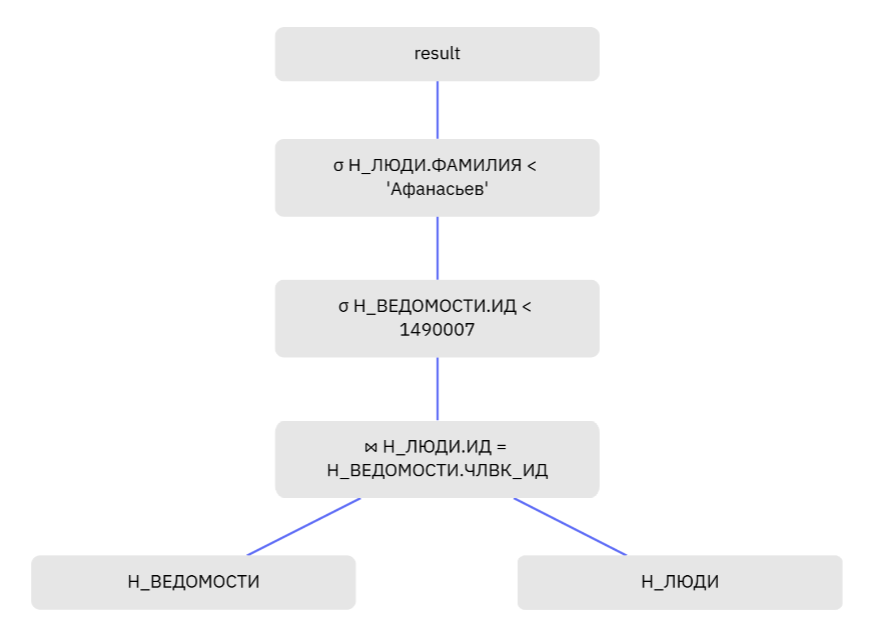 result
σ Н_ЛЮДИ.ФАМИЛИЯ <
'Афанасьев'
σ Н_ВЕДОМОСТИ.ИД <
1490007
⋈ Н_ЛЮДИ.ИД =
Н_ВЕДОМОСТИ.ЧЛВК_ИД
Н_ВЕДОМОСТИ
Н_ЛЮДИ